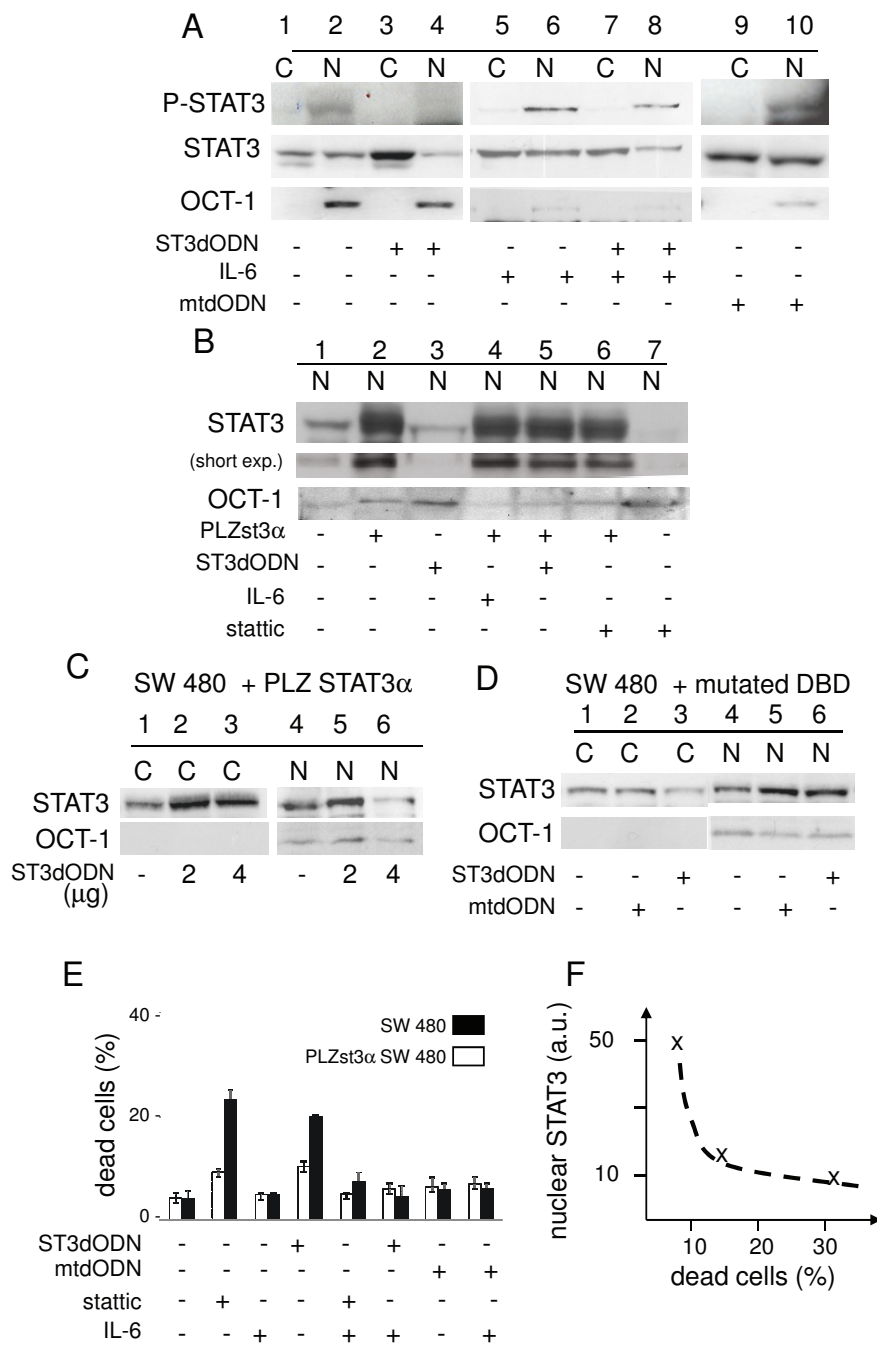 A
1 2 3 4 5 6 7 8 9 10
C N C N C N C N C N
P-STAT3
STAT3
OCT-1
ST3dODN - - + + - - + + - -
IL-6 - - - - + + + + - -
mtdODN - - - - - - - - + +
B
1 2 3 4 5 6 7
N N N N N N N
STAT3
(short exp.)
OCT-1
PLZst3α - + - + + + -
ST3dODN - - + - + - -
IL-6 - - - + - - -
stattic - - - - - + +
C
SW 480 + PLZ STAT3α
1 2 3 4 5 6
C C C N N N
STAT3
OCT-1
ST3dODN - 2 4 - 2 4
(μg)
D
SW 480 + mutated DBD
1 2 3 4 5 6
C C C N N N
STAT3
OCT-1
ST3dODN - - + - - +
mtdODN - + - - + -
E
dead cells (%)
40 -
20 -
0 -
SW 480
PLZst3α SW 480
ST3dODN - - - + - + - -
mtdODN - - - - - - + +
stattic - + - - + - - -
IL-6 - - + - + + - +
F
nuclear STAT3 (a.u.)
50
10
x
x
x
10 20 30
dead cells (%)